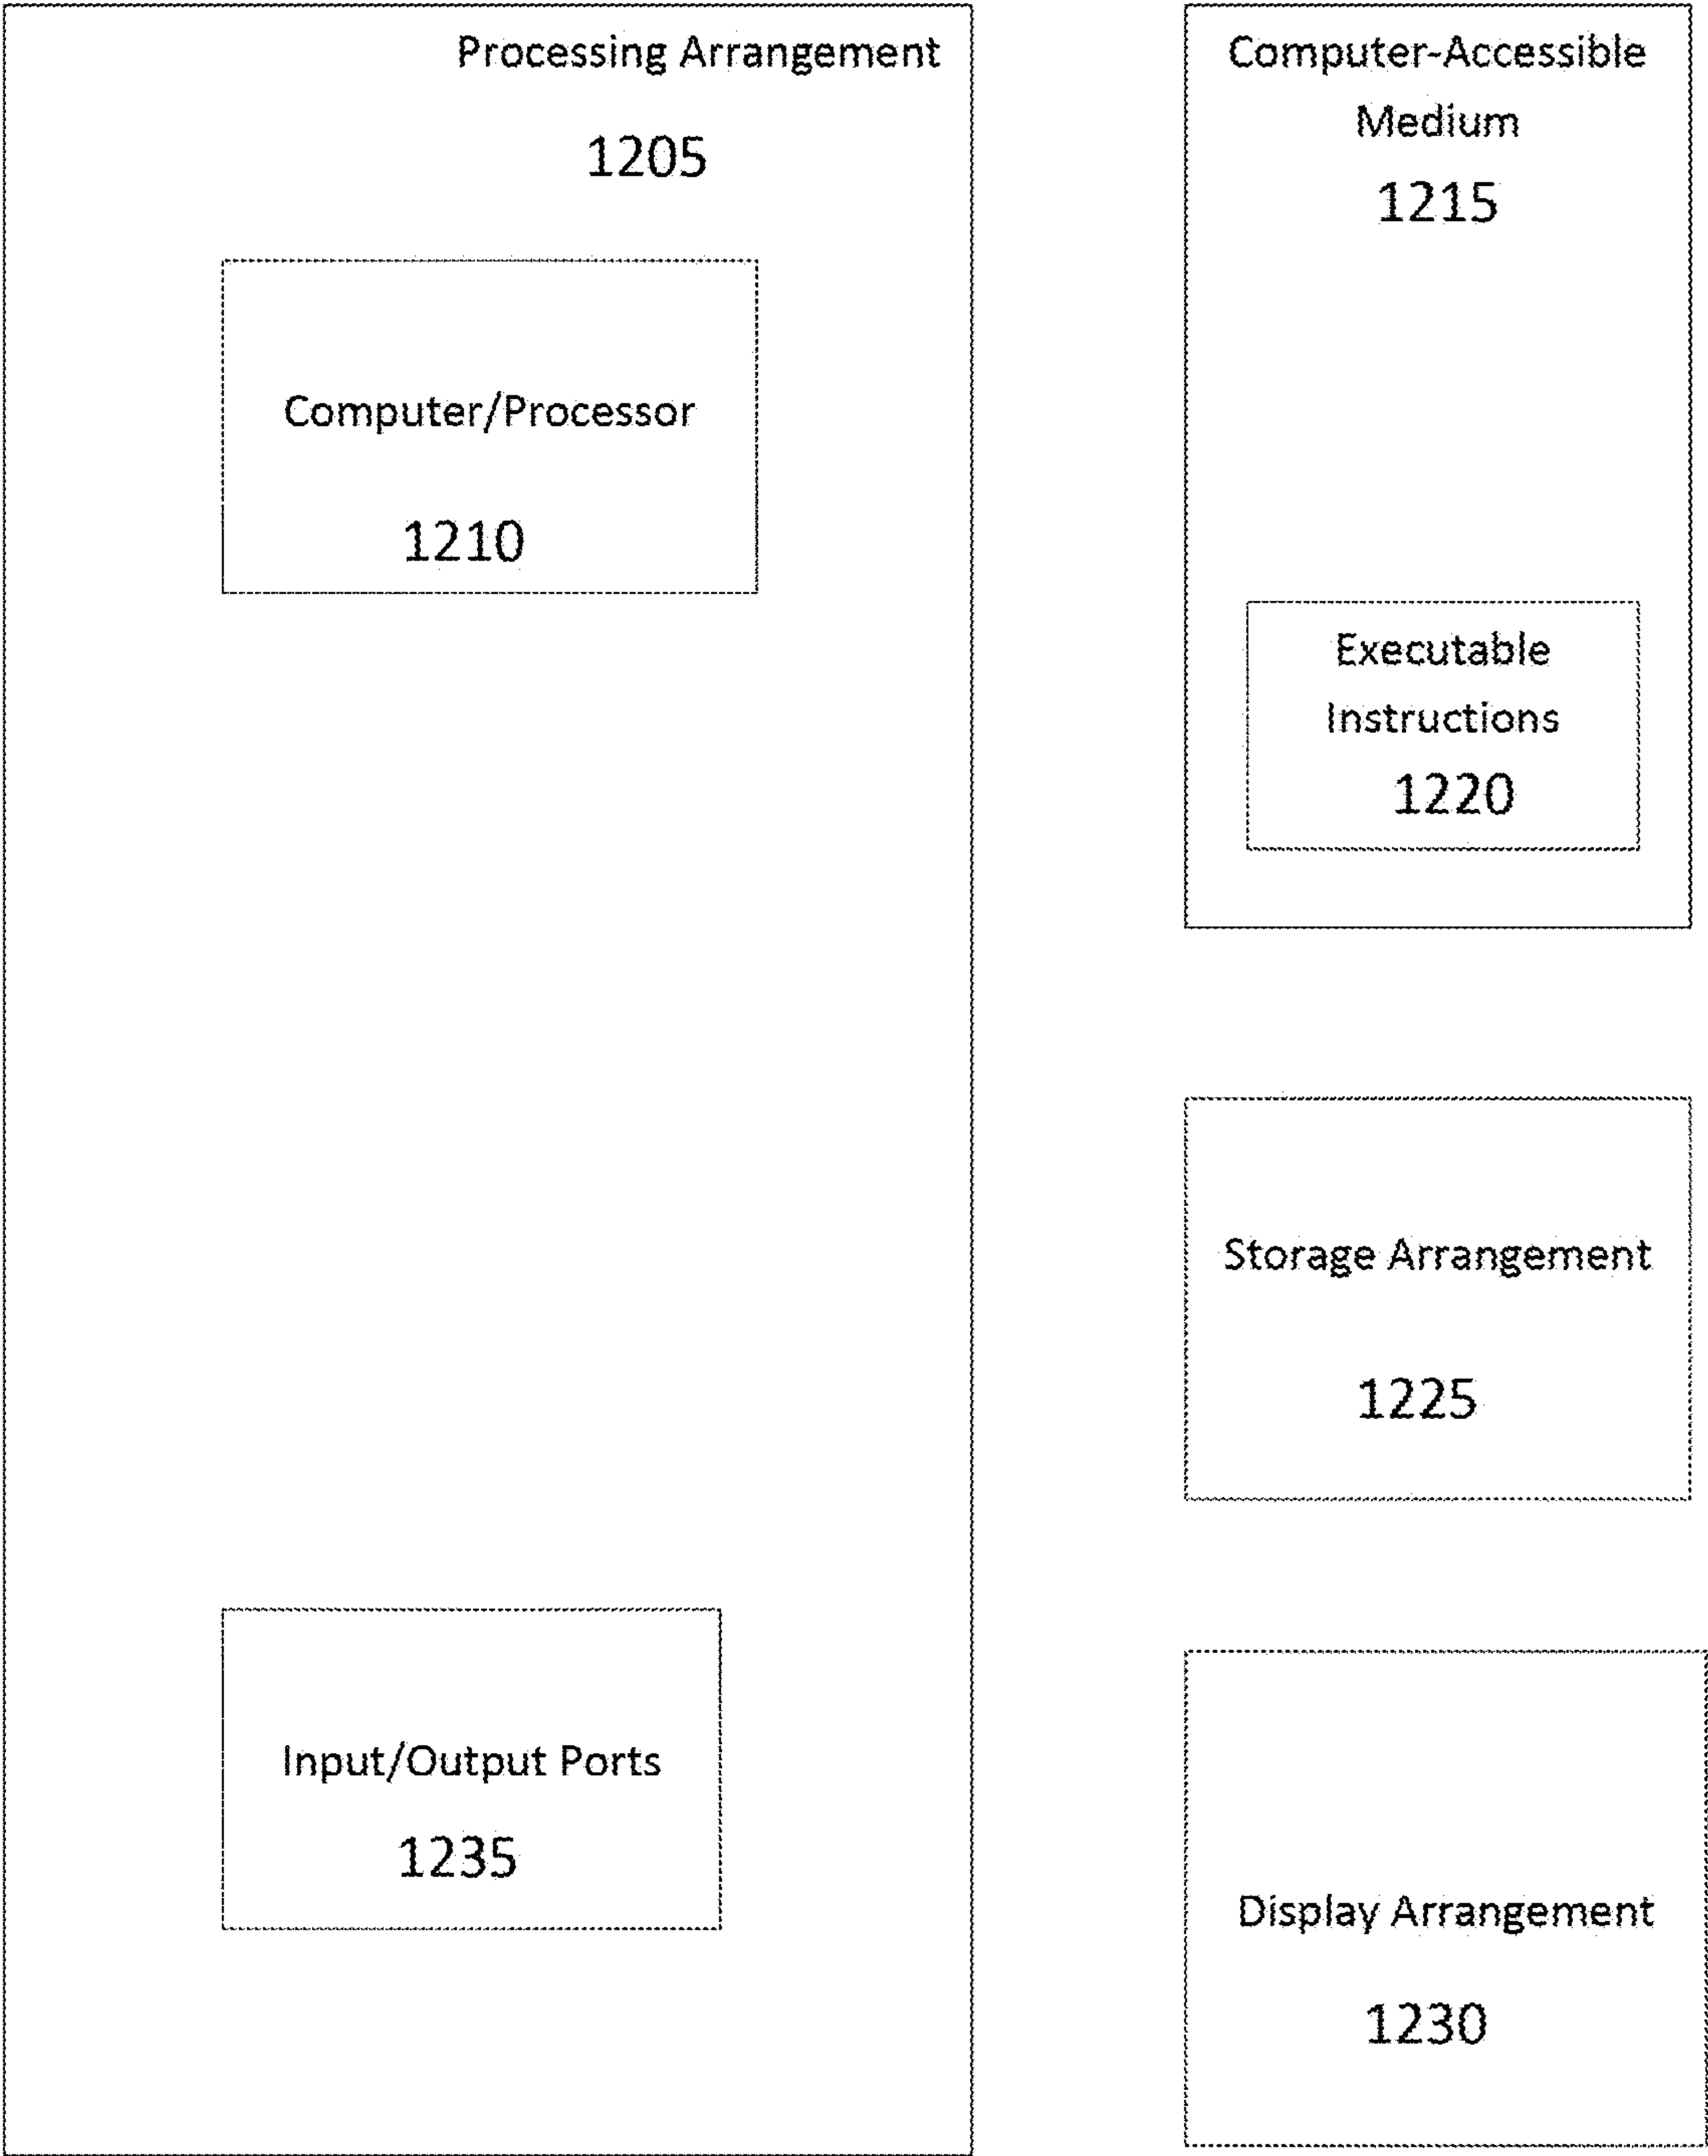 Processing Arrangement
1205
Computer/Processor
1210
Input/Output Ports
1235
Computer-Accessible
Medium
1215
Executable
Instructions
1220
Storage Arrangement
1225
Display Arrangement
1230